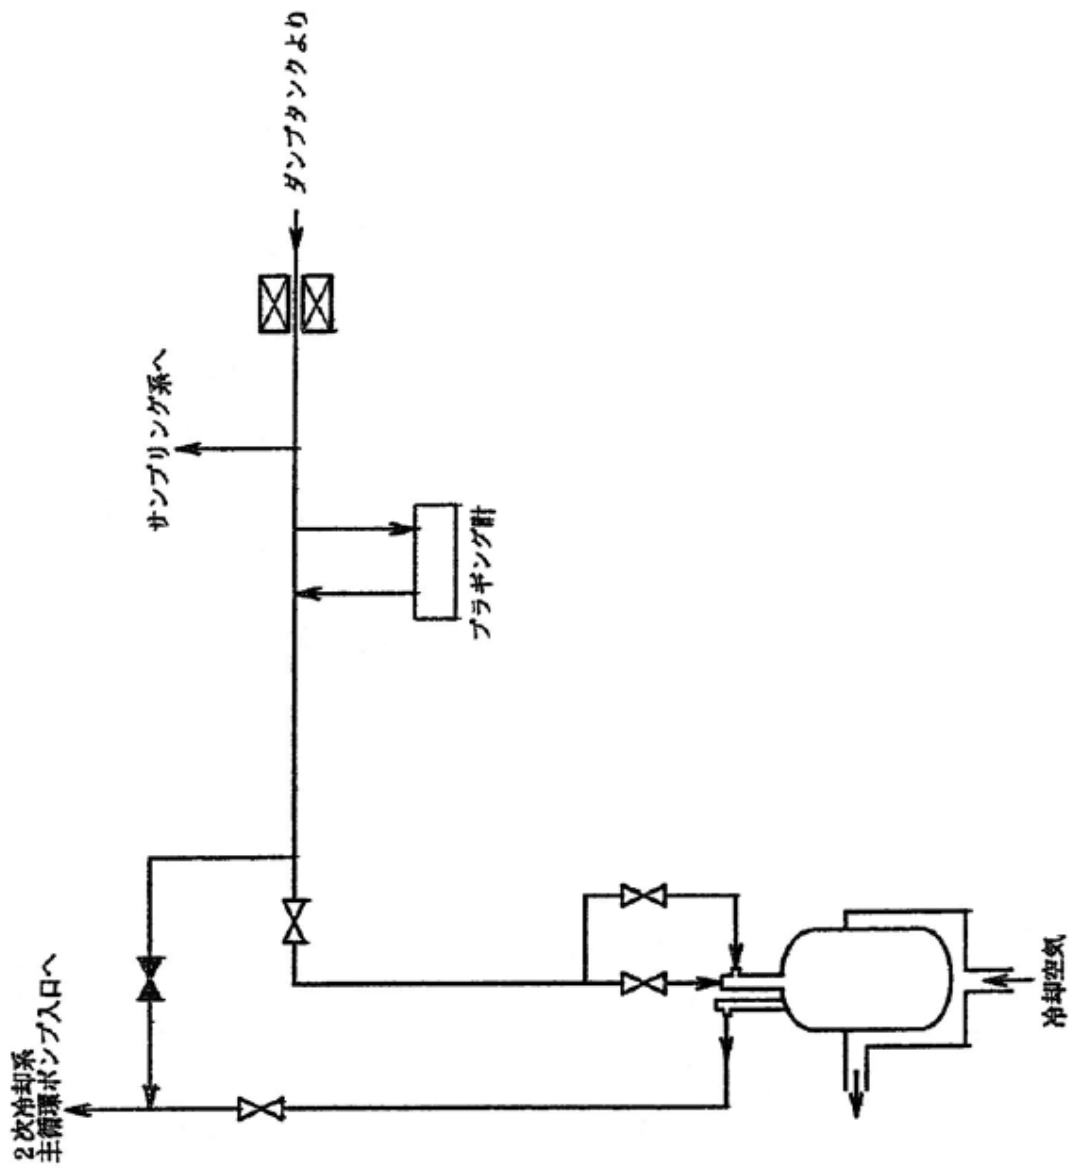 2次冷却系
主循環ポンプ入口へ
サンプリング系へ
ダンプタンクより
プラギング計
冷却空気